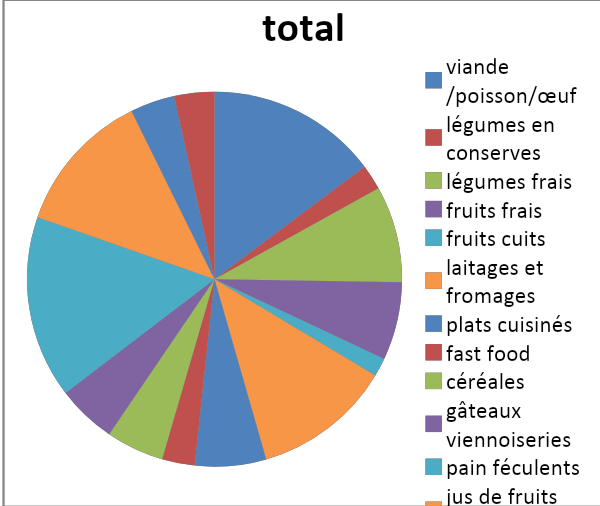 total
viande
/poisson/œuf
légumes en
conserves
légumes frais
fruits frais
fruits cuits
laitages et
fromages
plats cuisinés
fast food
céréales
gâteaux
viennoiseries
pain féculents
jus de fruits